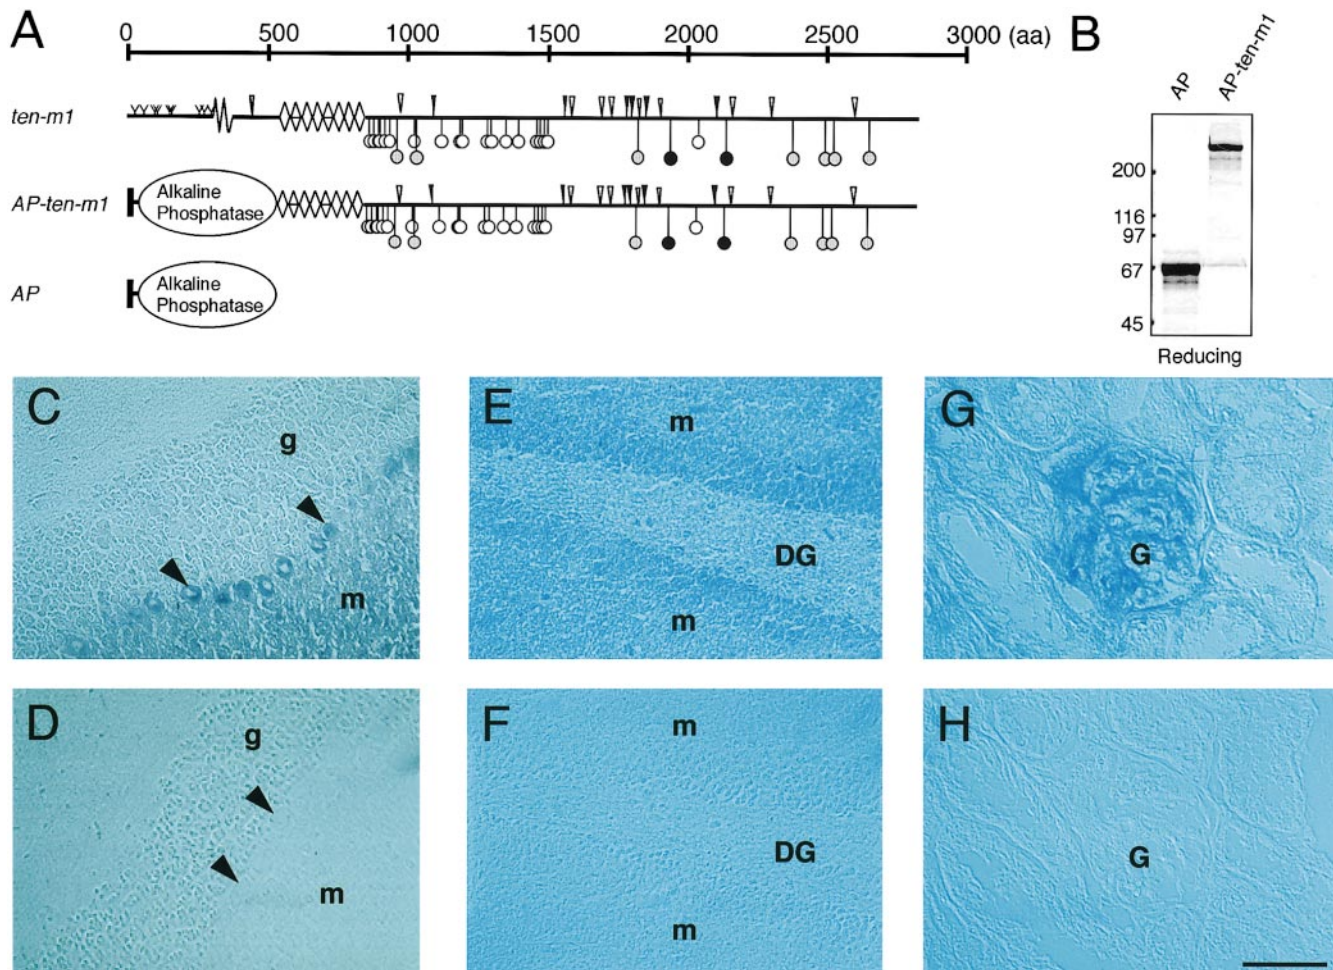 A
0 500 1000 1500 2000 2500 3000 (aa)
ten-m1
AP-ten-m1
Alkaline
Phosphatase
AP
Alkaline
Phosphatase
B
AP
AP-ten-m1
200
116
97
67
45
Reducing
C
g
m
E
m
DG
m
G
G
D
g
m
F
m
DG
m
H
G